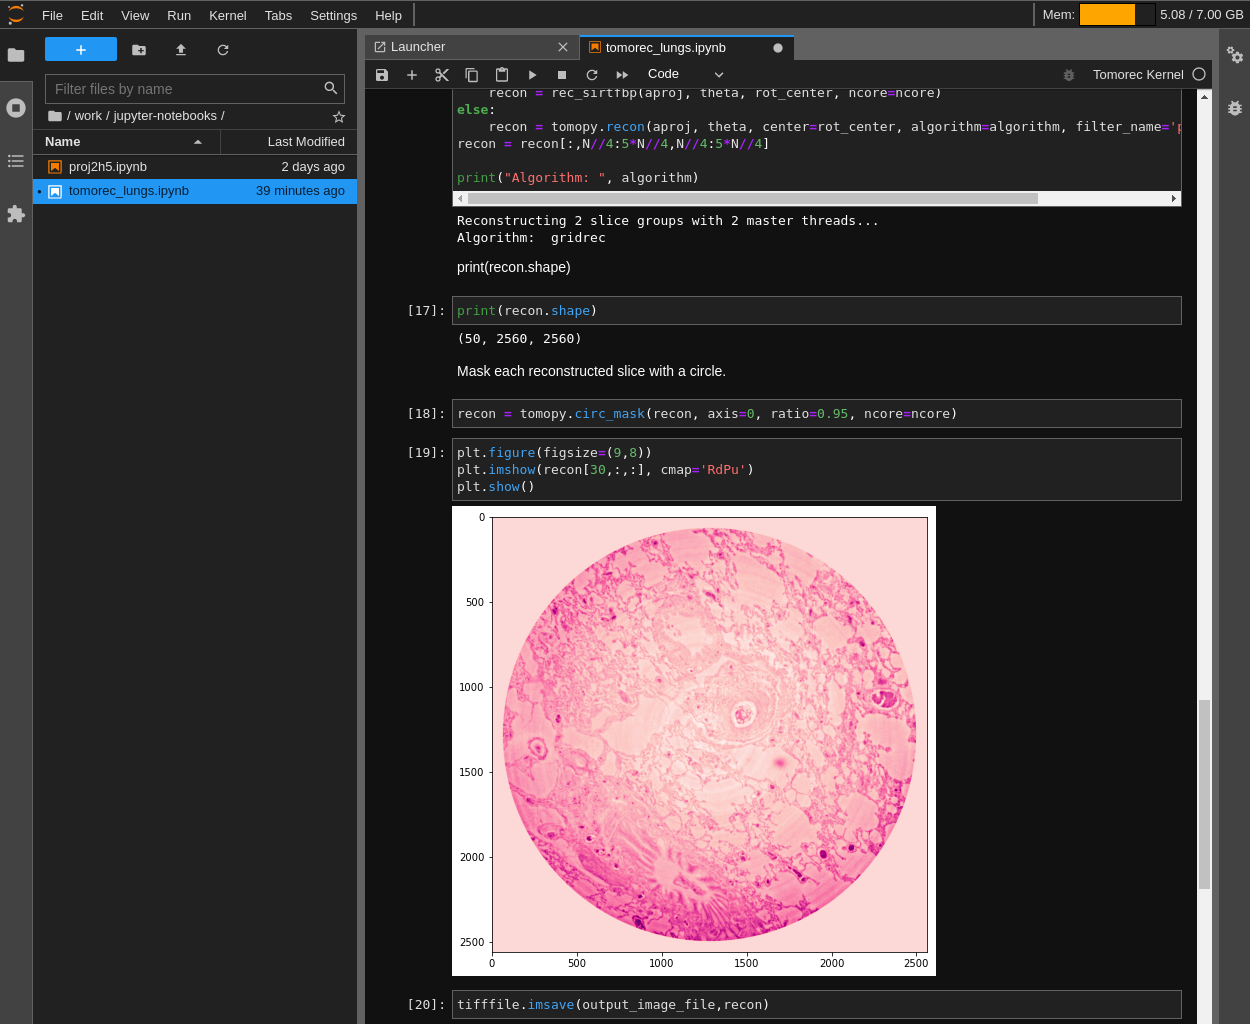 File Edit View Run Kernel Tabs Settings Help
Mem: 5.08 / 7.00 GB
Filter files by name
/ work / jupyter-notebooks /
Name Last Modified
proj2h5.ipynb 2 days ago
tomorec_lungs.ipynb 39 minutes ago
Launcher
tomorec_lungs.ipynb
Code
Tomorec Kernel
recon = rec_sirtfbp(aproj, theta, rot_center, ncore=ncore)
else:
recon = tomopy.recon(aproj, theta, center=rot_center, algorithm=algorithm, filter_name='p
recon = recon[:,N//4:5*N//4,N//4:5*N//4]
print("Algorithm: ", algorithm)
Reconstructing 2 slice groups with 2 master threads...
Algorithm:  gridrec
print(recon.shape)
[17]: print(recon.shape)
(50, 2560, 2560)
Mask each reconstructed slice with a circle.
[18]: recon = tomopy.circ_mask(recon, axis=0, ratio=0.95, ncore=ncore)
[19]: plt.figure(figsize=(9,8))
plt.imshow(recon[30,:,:], cmap='RdPu')
plt.show()
0
500
1000
1500
2000
2500
0 500 1000 1500 2000 2500
[20]: tifffile.imsave(output_image_file,recon)